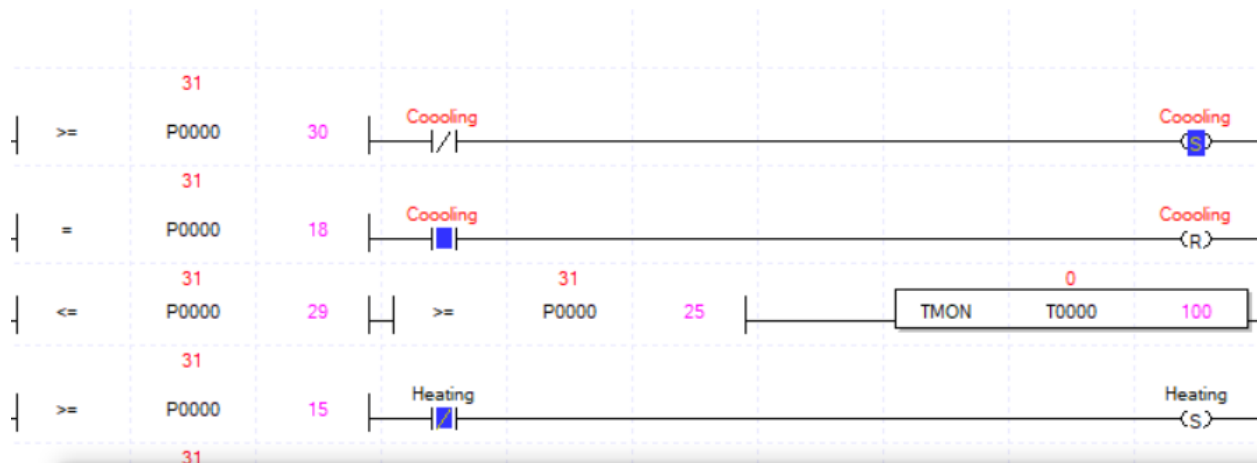 31
Coooling Coooling
>= P0000 30 S
31
Coooling Coooling
= P0000 18 R
31 31 0
<= P0000 29 >= P0000 25 TMON T0000 100
31
Heating Heating
>= P0000 15 S
31